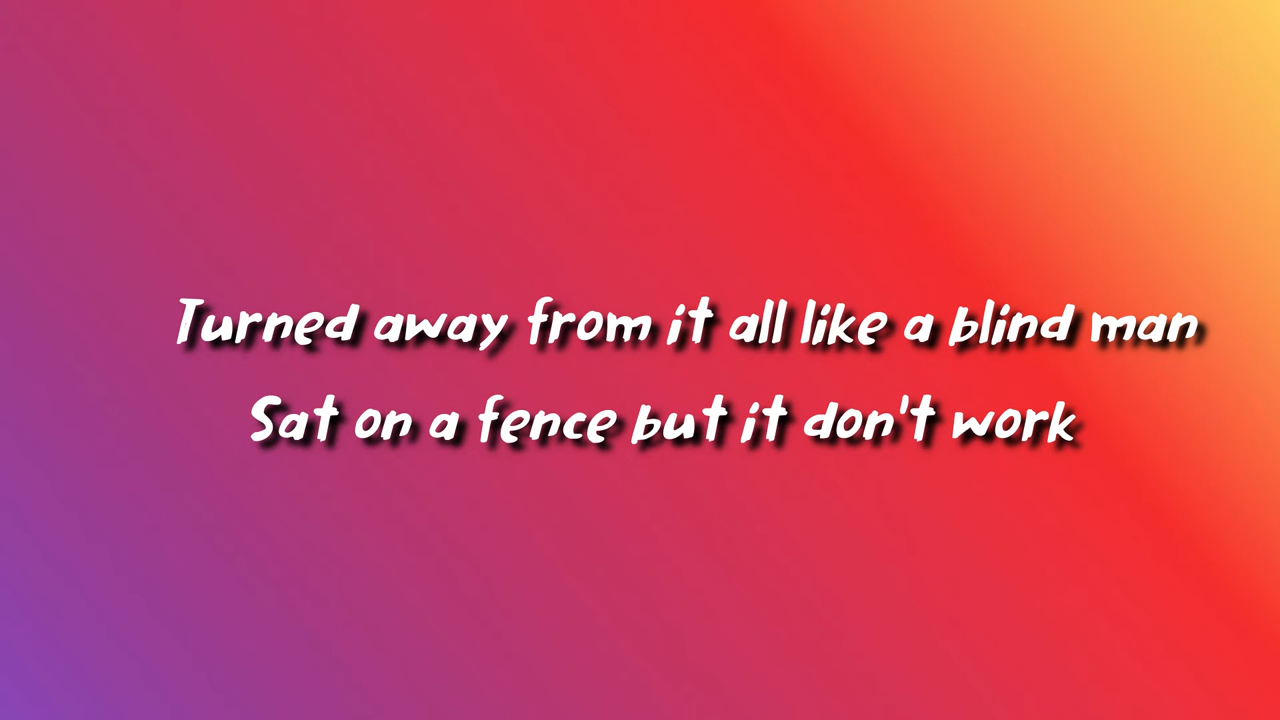 Turned away from it all like a blind man
Sat on a fence but it don't work